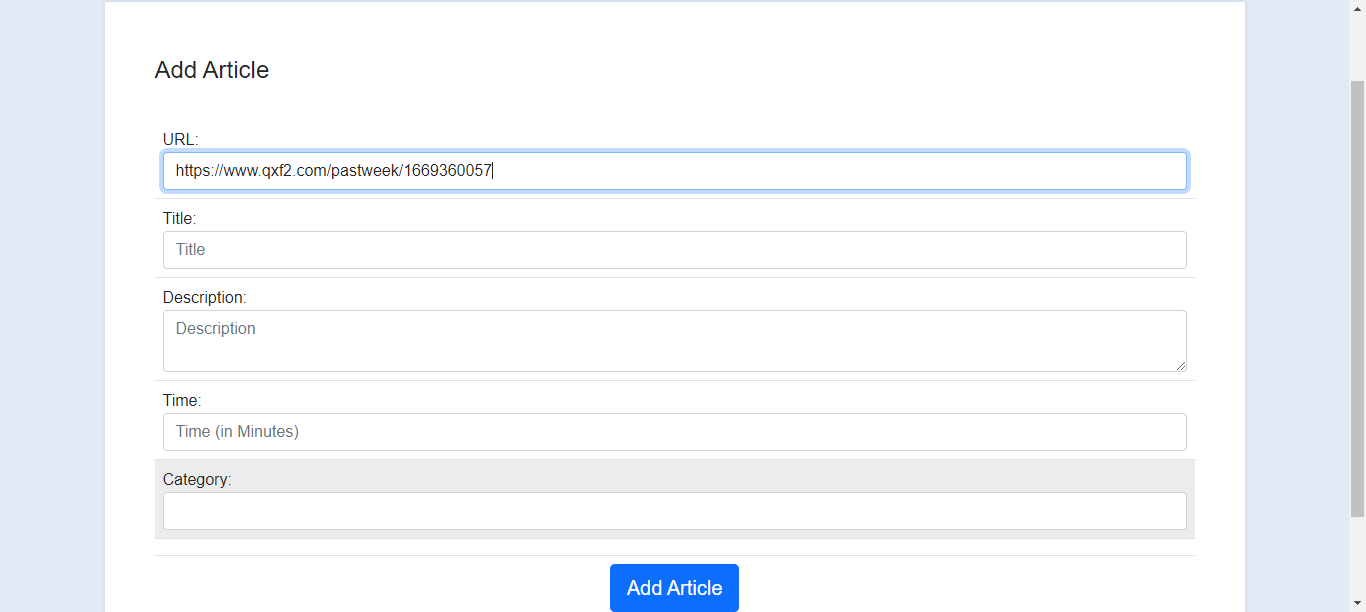 Add Article
URL:
https://www.qxf2.com/pastweek/1669360057
Title:
Title
Description:
Description
Time:
Time (in Minutes)
Category:
Add Article